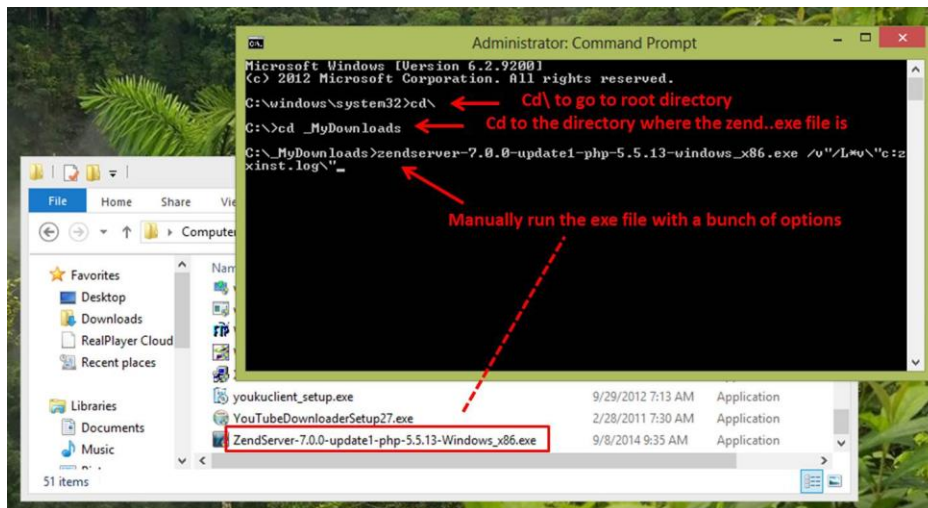 Administrator: Command Prompt
Microsoft Windows [Version 6.2.9200]
(c) 2012 Microsoft Corporation. All rights reserved.
C:\windows\system32>cd\
Cd\ to go to root directory
C:\>cd _MyDownloads
Cd to the directory where the zend..exe file is
C:\_MyDownloads>zendserver-7.0.0-update1-php-5.5.13-windows_x86.exe /v"/L*v\"c:z
xinst.log\"_
Manually run the exe file with a bunch of options
File Home Share Vie
Compute
Favorites
Desktop
Downloads
RealPlayer Cloud
Recent places
Libraries
Documents
Music
Nam
youkuclient_setup.exe 9/29/2012 7:13 AM Application
YouTubeDownloaderSetup27.exe 2/28/2011 7:30 AM Application
ZendServer-7.0.0-update1-php-5.5.13-Windows_x86.exe 9/8/2014 9:35 AM Application
51 items